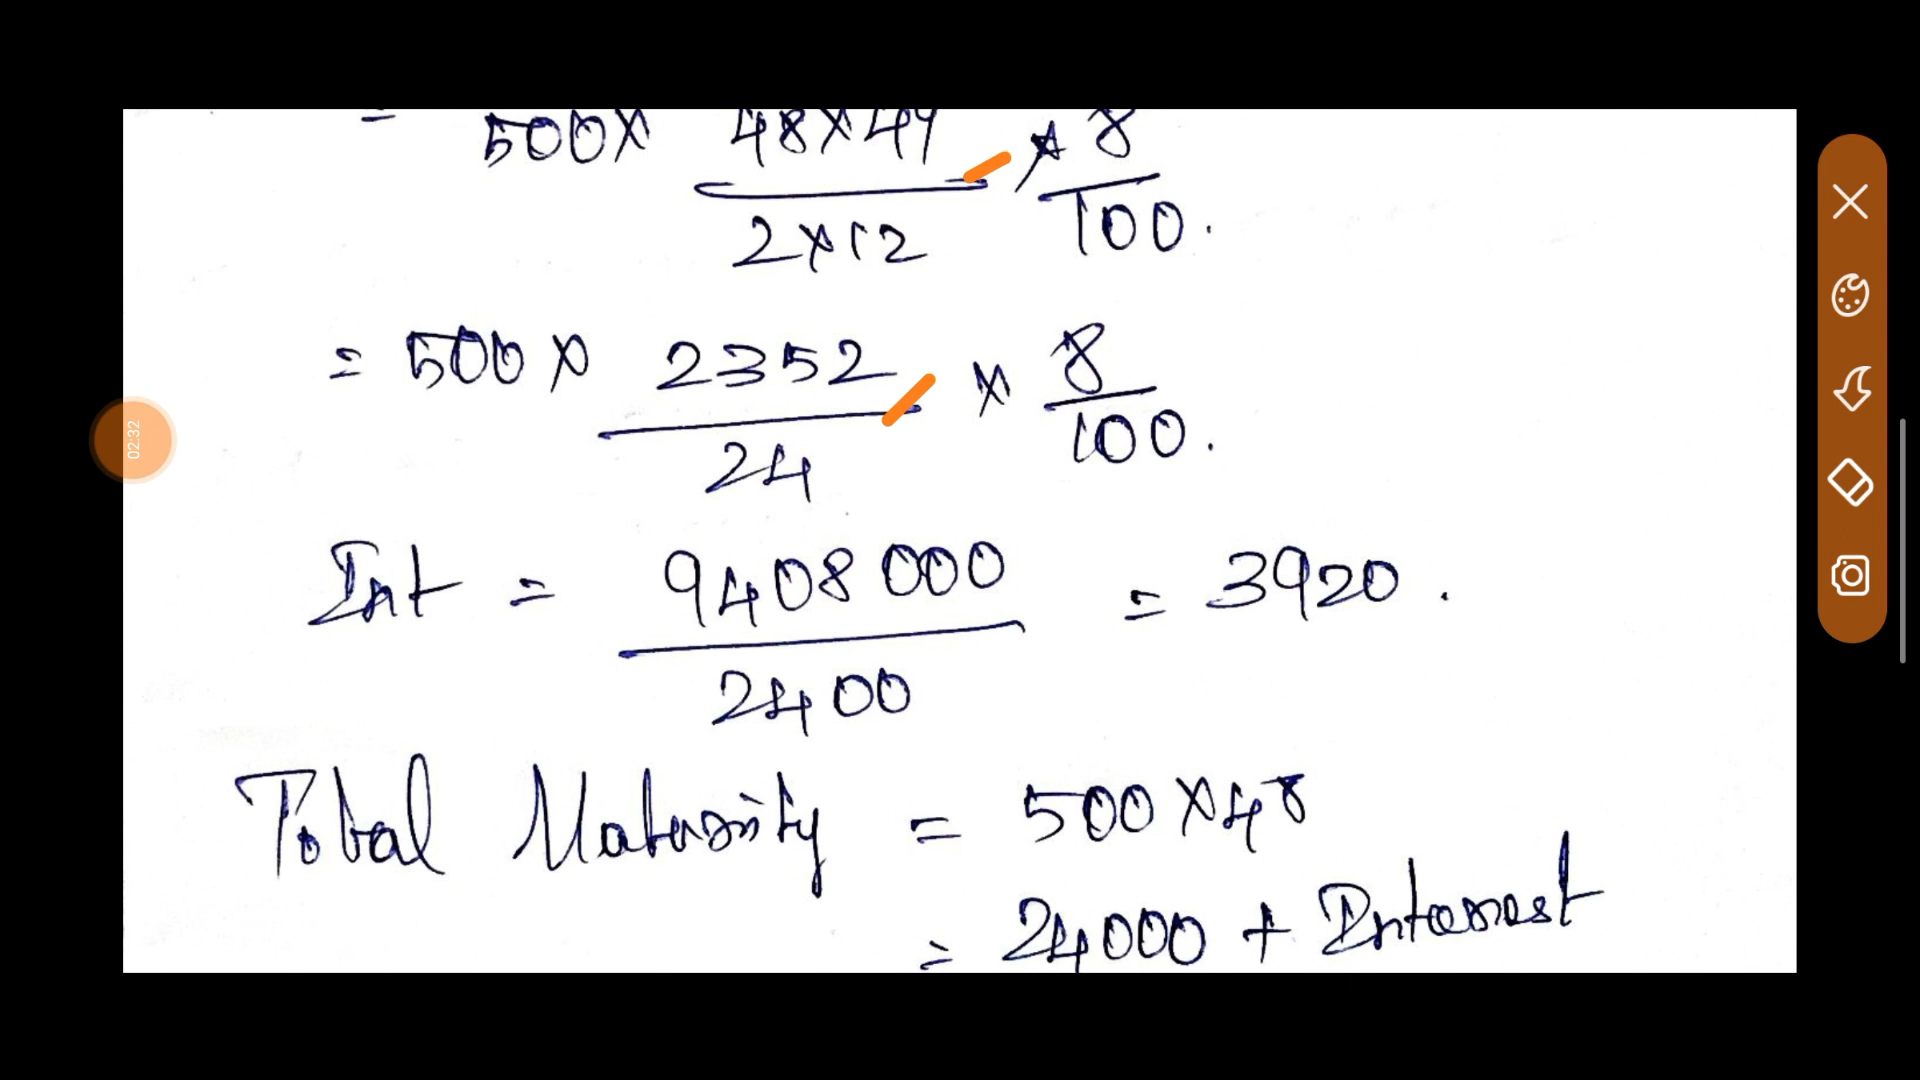 = 500 × 48 × 49 / 2×12 × 8 / 100.
= 500 × 2352 / 24 × 8 / 100.
Int = 9408000 / 2400 = 3920.
Total Maturity = 500 × 48
= 24000 + Interest
02:32